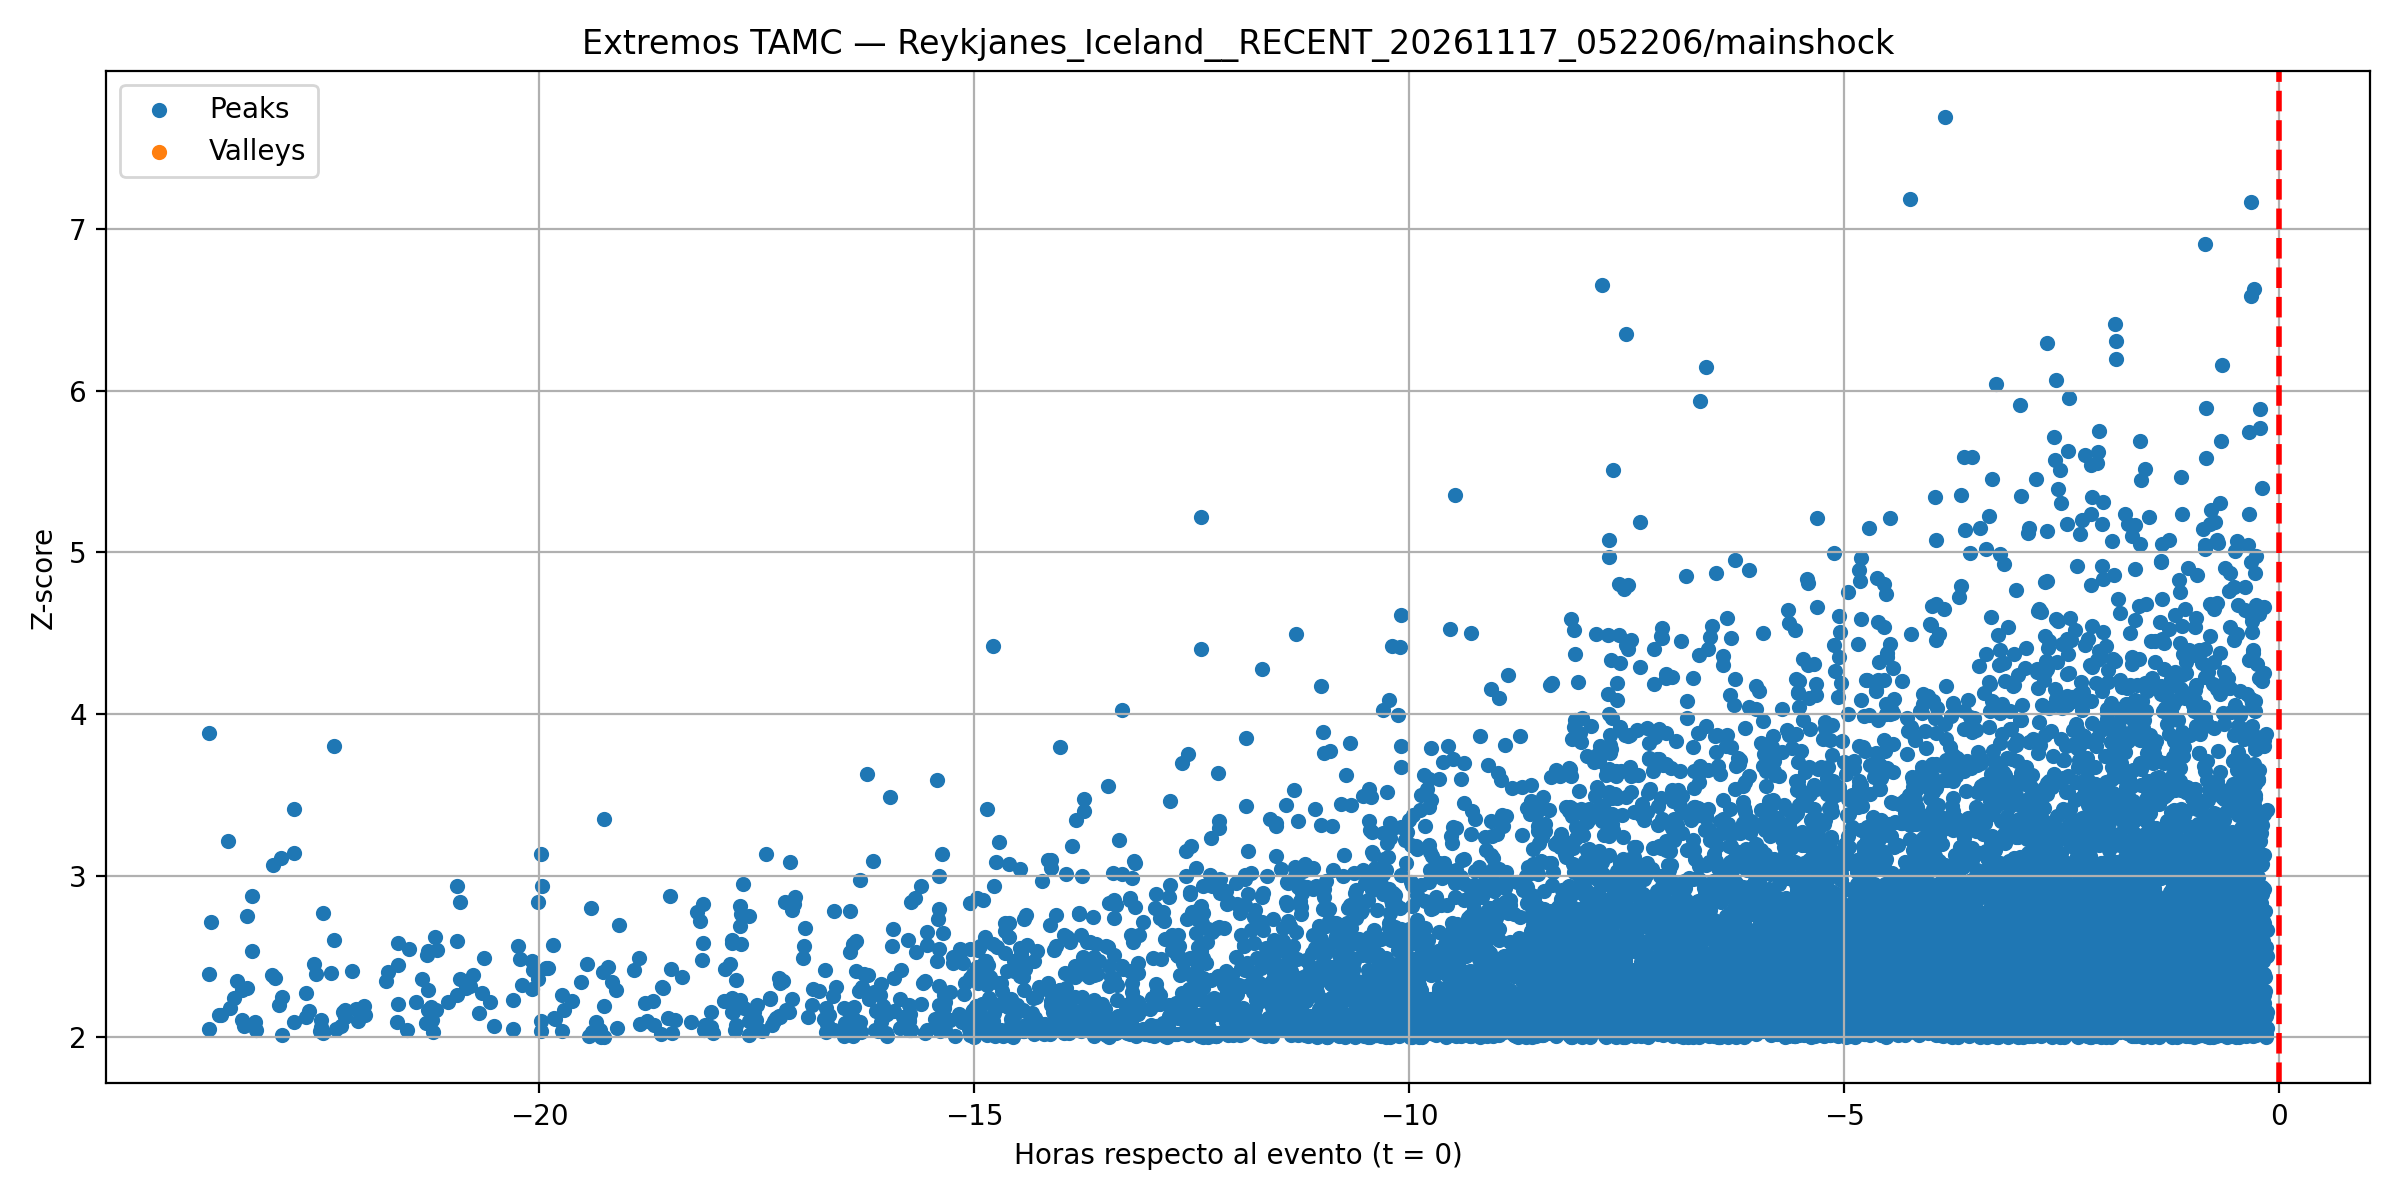 Extremos TAMC — Reykjanes_Iceland__RECENT_20261117_052206/mainshock
Peaks
Valleys
Z-score
7
6
5
4
3
2
−20
−15
−10
−5
0
Horas respecto al evento (t = 0)